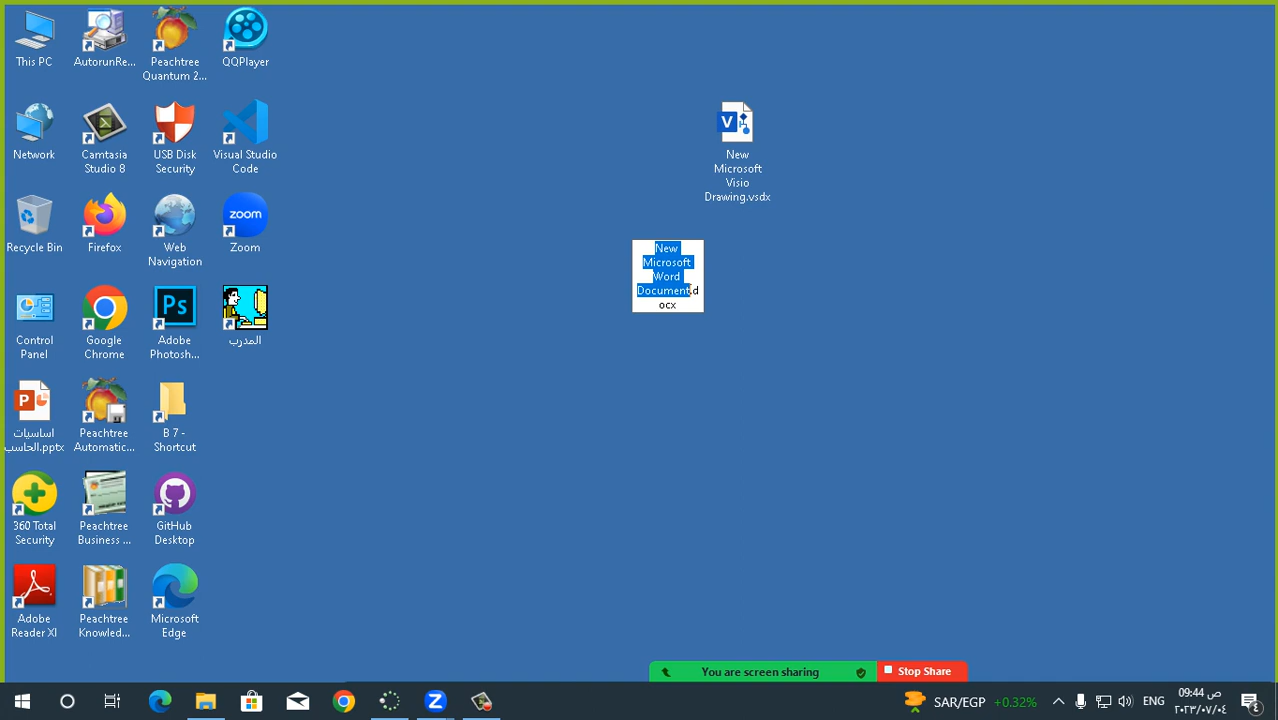 This PC
AutorunRe...
Peachtree
Quantum 2...
QQPlayer
Network
Camtasia
Studio 8
USB Disk
Security
Visual Studio
Code
Recycle Bin
Firefox
Web
Navigation
zoom
Zoom
Control
Panel
Google
Chrome
Ps
Adobe
Photosh...
المدرب
P
اساسيات
الحاسب.pptx
Peachtree
Automatic...
B 7 -
Shortcut
360 Total
Security
Peachtree
Business ...
GitHub
Desktop
Adobe
Reader XI
Peachtree
Knowled...
Microsoft
Edge
V
New
Microsoft
Visio
Drawing.vsdx
New
Microsoft
Word
Document.d
ocx
You are screen sharing
Stop Share
Z
SAR/EGP +0.32%
ENG
09:44 ص
٢٠٢٣/٠٧/٠٤
٤